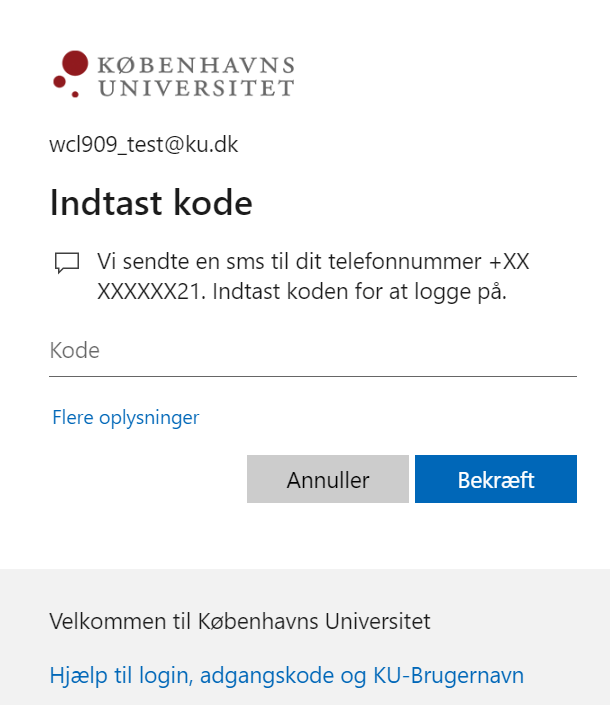 KØBENHAVNS
UNIVERSITET
wcl909_test@ku.dk
Indtast kode
Vi sendte en sms til dit telefonnummer +XX
XXXXXX21. Indtast koden for at logge på.
Kode
Flere oplysninger
Annuller
Bekræft
Velkommen til Københavns Universitet
Hjælp til login, adgangskode og KU-Brugernavn